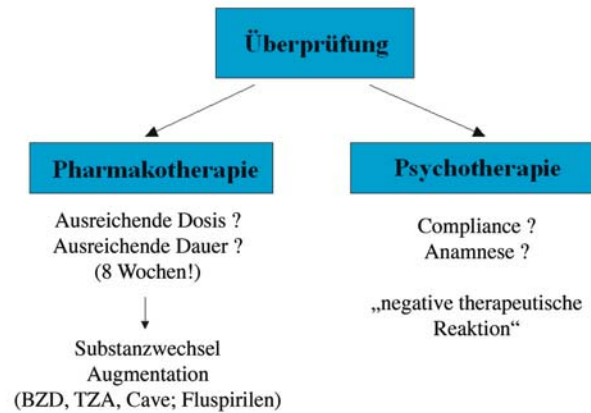 Überprüfung
Pharmakotherapie
Ausreichende Dosis ?
Ausreichende Dauer ?
(8 Wochen!)
Substanzwechsel
Augmentation
(BZD, TZA, Cave; Fluspirilen)
Psychotherapie
Compliance ?
Anamnese ?
„negative therapeutische
Reaktion“